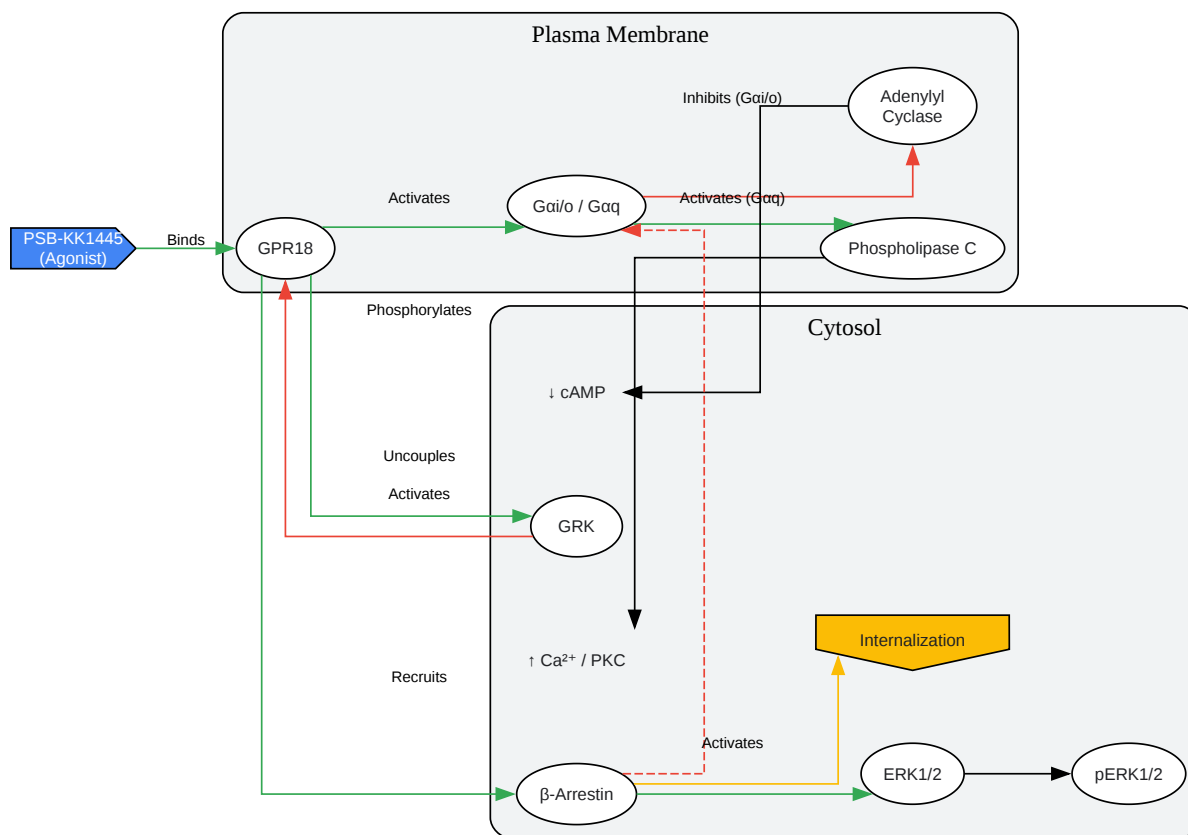 Plasma Membrane
Inhibits (Gαi/o)
Adenylyl
Cyclase
Activates
Gαi/o / Gαq
Activates (Gαq)
PSB-KK1445
(Agonist)
Binds
GPR18
Phospholipase C
Phosphorylates
Cytosol
↓ cAMP
Uncouples
Activates
GRK
Internalization
↑ Ca²⁺ / PKC
Recruits
Activates
β-Arrestin
ERK1/2
pERK1/2